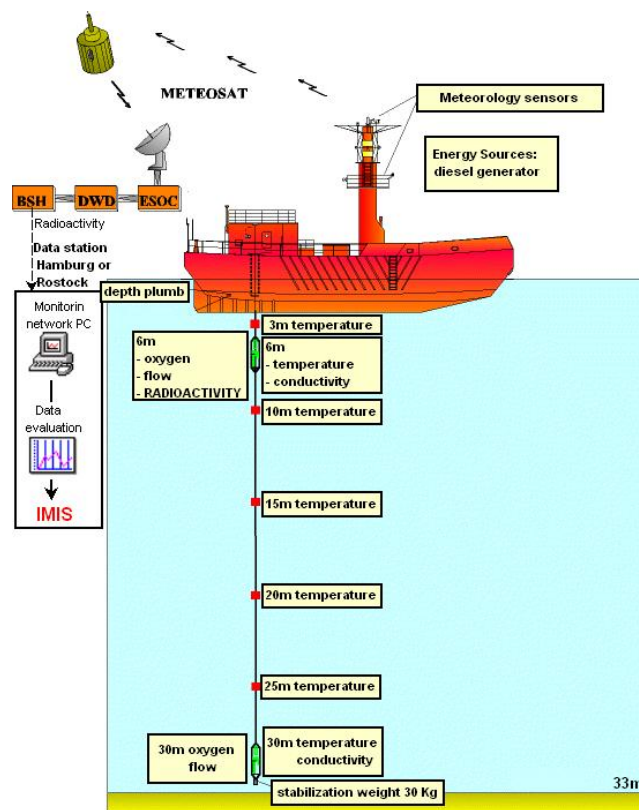 METEOSAT
Meteorology sensors
Energy Sources:
diesel generator
BSH
DWD
ESOC
Radioactivity
Data station
Hamburg or
Rostock
depth plumb
Monitorin
network PC
Data
evaluation
IMIS
3m temperature
6m
- oxygen
- flow
- RADIOACTIVITY
6m
- temperature
- conductivity
10m temperature
15m temperature
20m temperature
25m temperature
30m oxygen
flow
30m temperature
conductivity
stabilization weight 30 Kg
33m